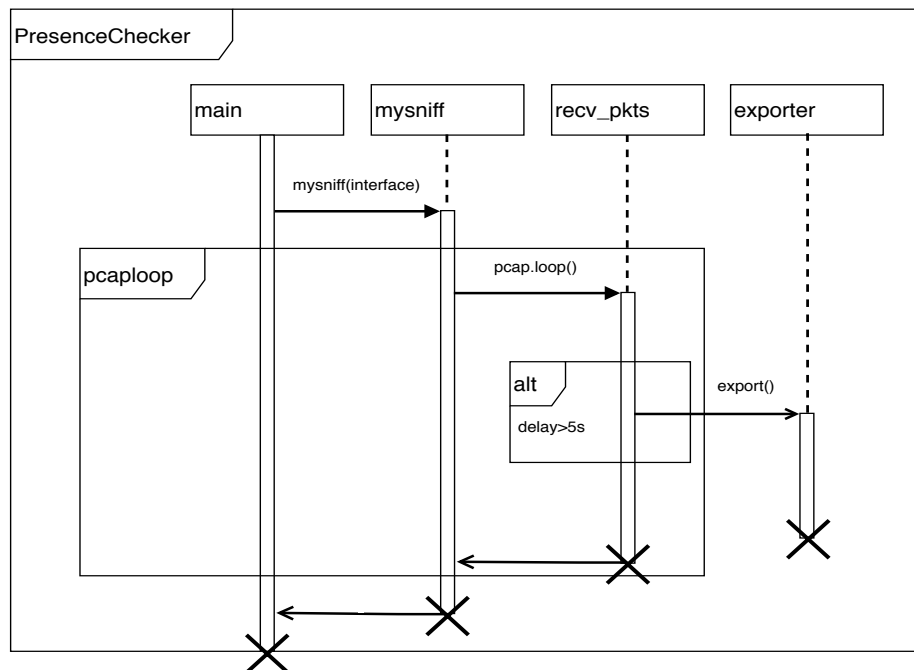 PresenceChecker
main
mysniff
recv_pkts
exporter
mysniff(interface)
pcaploop
pcap.loop()
alt
export()
delay>5s